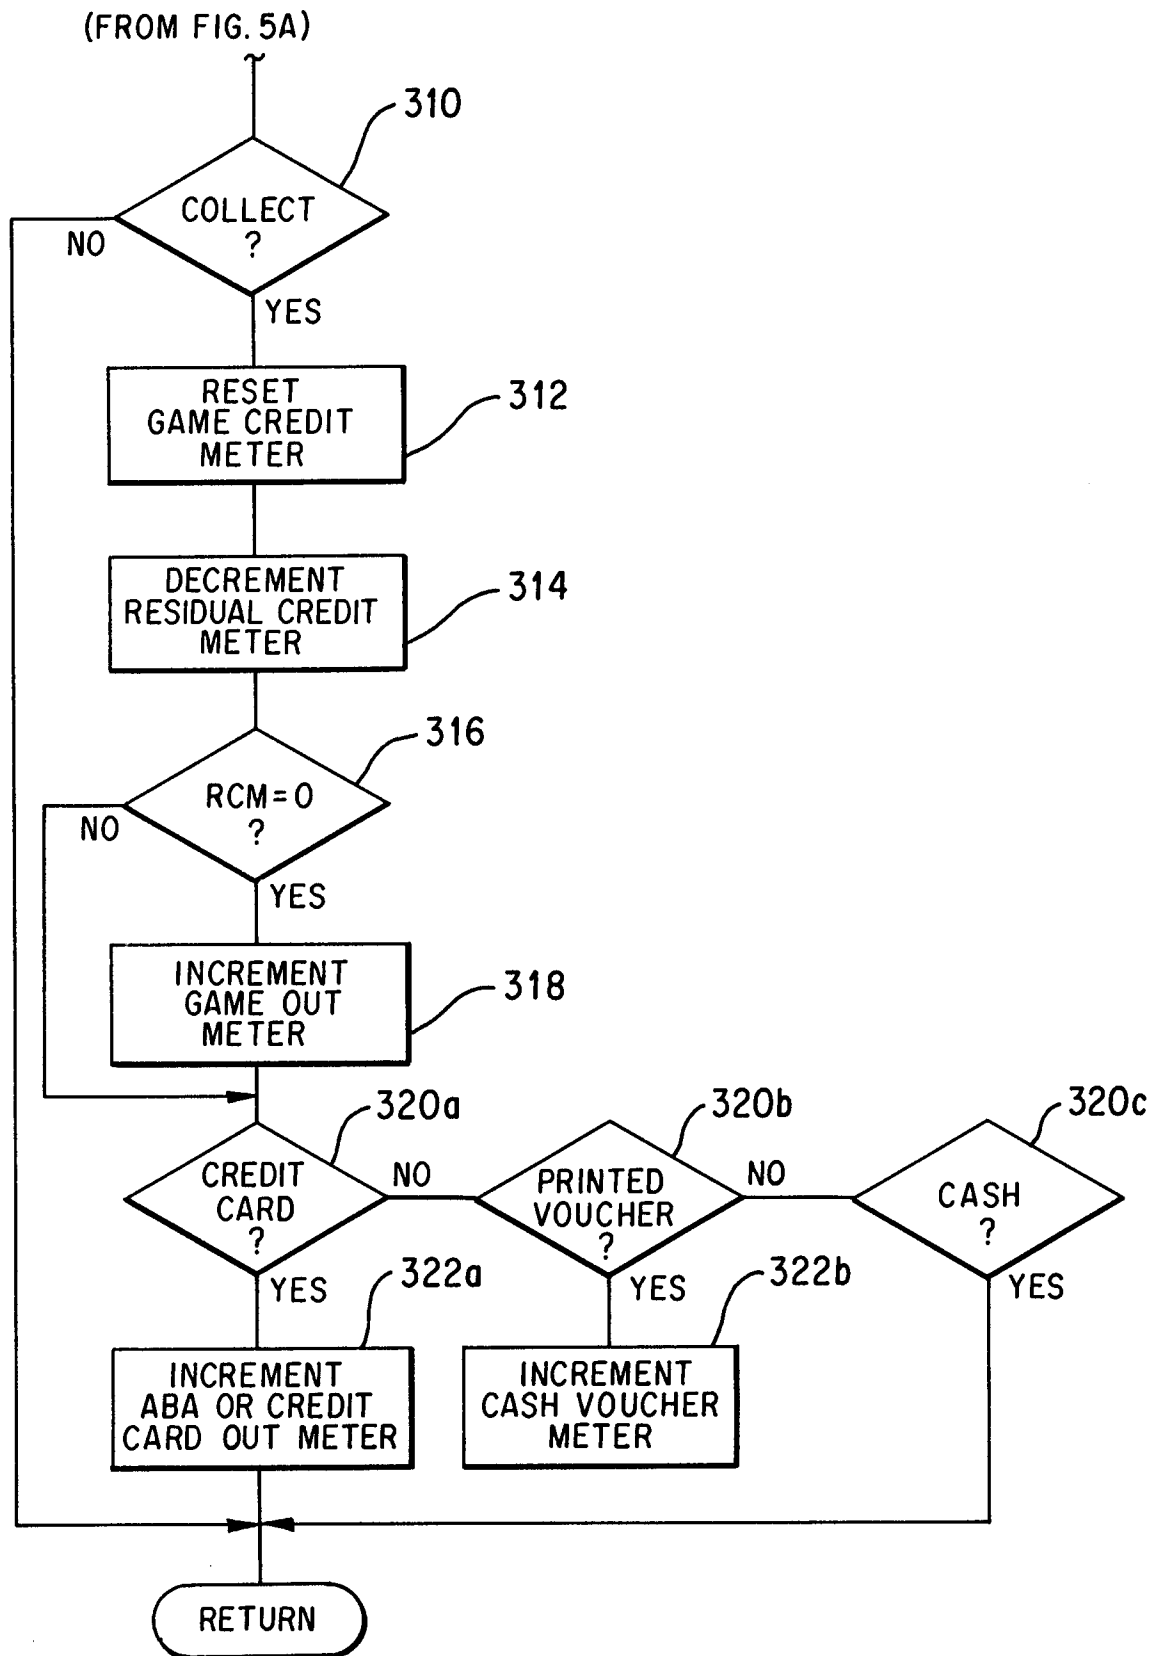 (FROM FIG. 5A)
310
COLLECT
?
NO
YES
RESET
GAME CREDIT
METER
312
DECREMENT
RESIDUAL CREDIT
METER
314
316
RCM=0
?
NO
YES
INCREMENT
GAME OUT
METER
318
320a
320b
320c
CREDIT
CARD
?
NO
PRINTED
VOUCHER
?
NO
CASH
?
YES
322a
YES
322b
YES
INCREMENT
ABA OR CREDIT
CARD OUT METER
INCREMENT
CASH VOUCHER
METER
RETURN